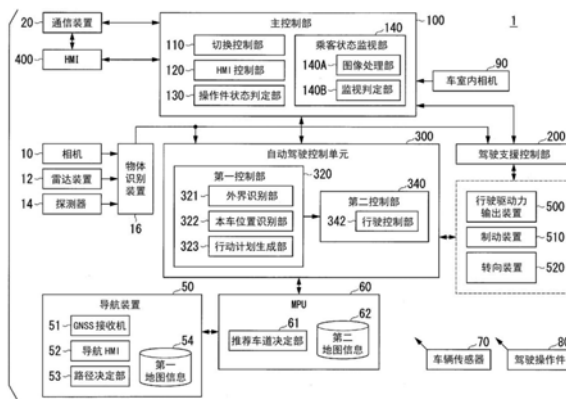 1
20
通信装置
400
HMI
主控制部
100
110
切换控制部
120
HMI控制部
130
操作件状态判定部
乘客状态监视部
140
140A
图像处理部
140B
监视判定部
90
车室内相机
10
相机
12
雷达装置
14
探测器
物体识别装置
16
自动驾驶控制单元
300
第一控制部
320
321
外界识别部
322
本车位置识别部
323
行动计划生成部
第二控制部
340
342
行驶控制部
200
驾驶支援控制部
行驶驱动力输出装置
500
制动装置
510
转向装置
520
导航装置
50
51
GNSS接收机
52
导航HMI
53
路径决定部
54
第一地图信息
MPU
60
61
推荐车道决定部
62
第二地图信息
70
车辆传感器
80
驾驶操作件